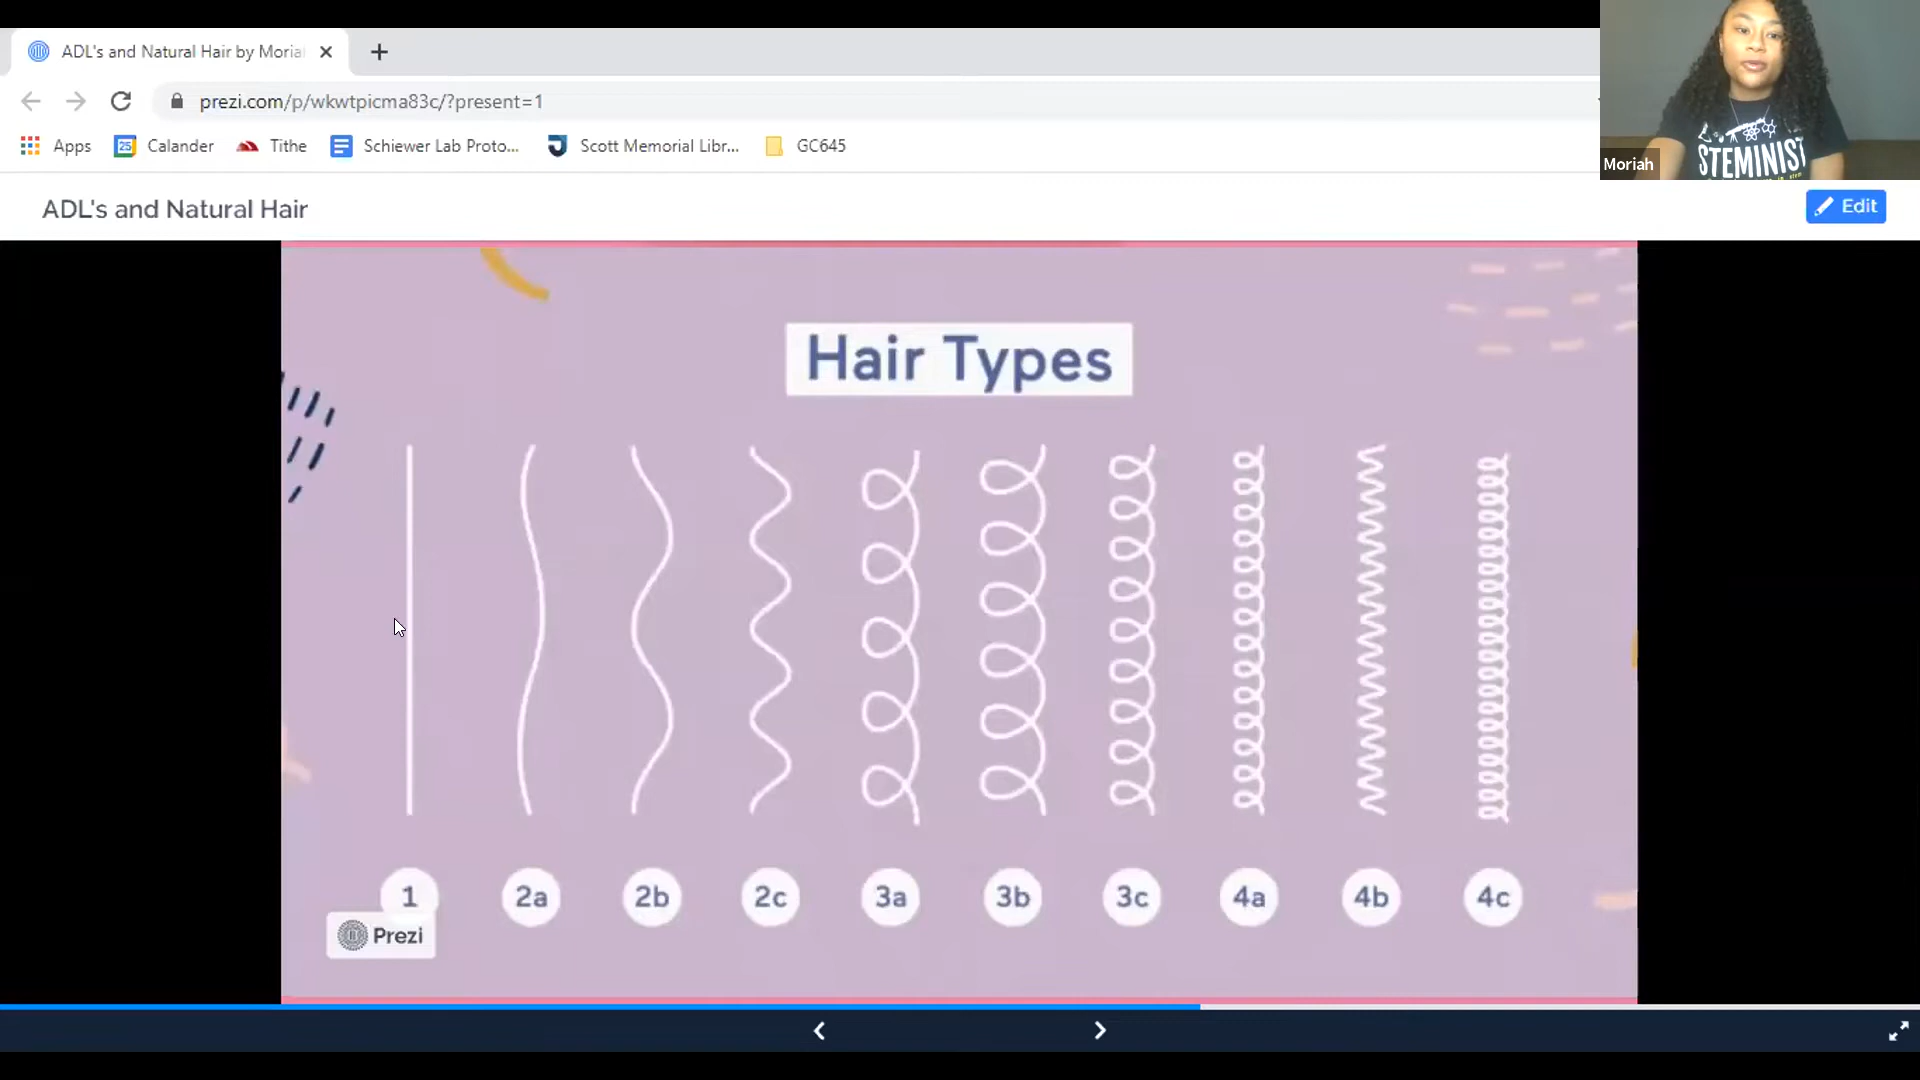 ADL's and Natural Hair by Moria
prezi.com/p/wkwtpicma83c/?present=1
Apps
25
Calander
Tithe
Schiewer Lab Proto...
Scott Memorial Libr...
GC645
STEMINIST
Moriah
ADL's and Natural Hair
Edit
Hair Types
1 2a 2b 2c 3a 3b 3c 4a 4b 4c
Prezi